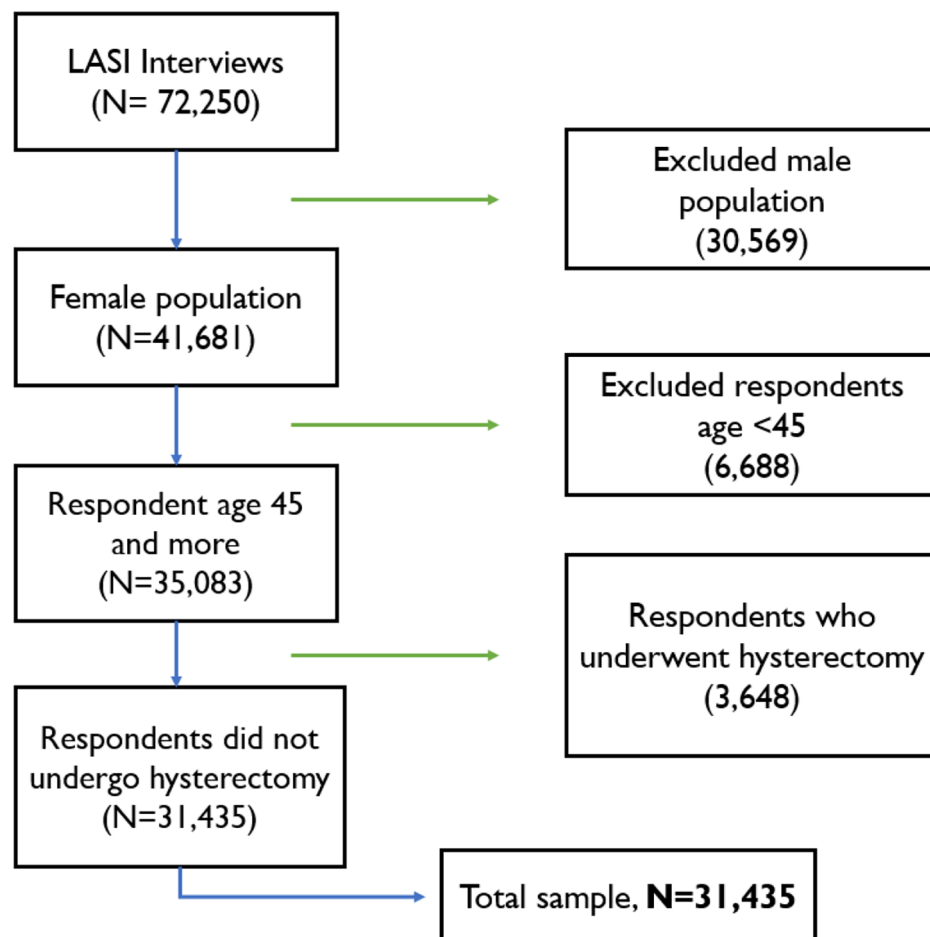 LASI Interviews
(N= 72,250)
Excluded male
population
(30,569)
Female population
(N=41,681)
Excluded respondents
age <45
(6,688)
Respondent age 45
and more
(N=35,083)
Respondents who
underwent hysterectomy
(3,648)
Respondents did not
undergo hysterectomy
(N=31,435)
Total sample, N=31,435